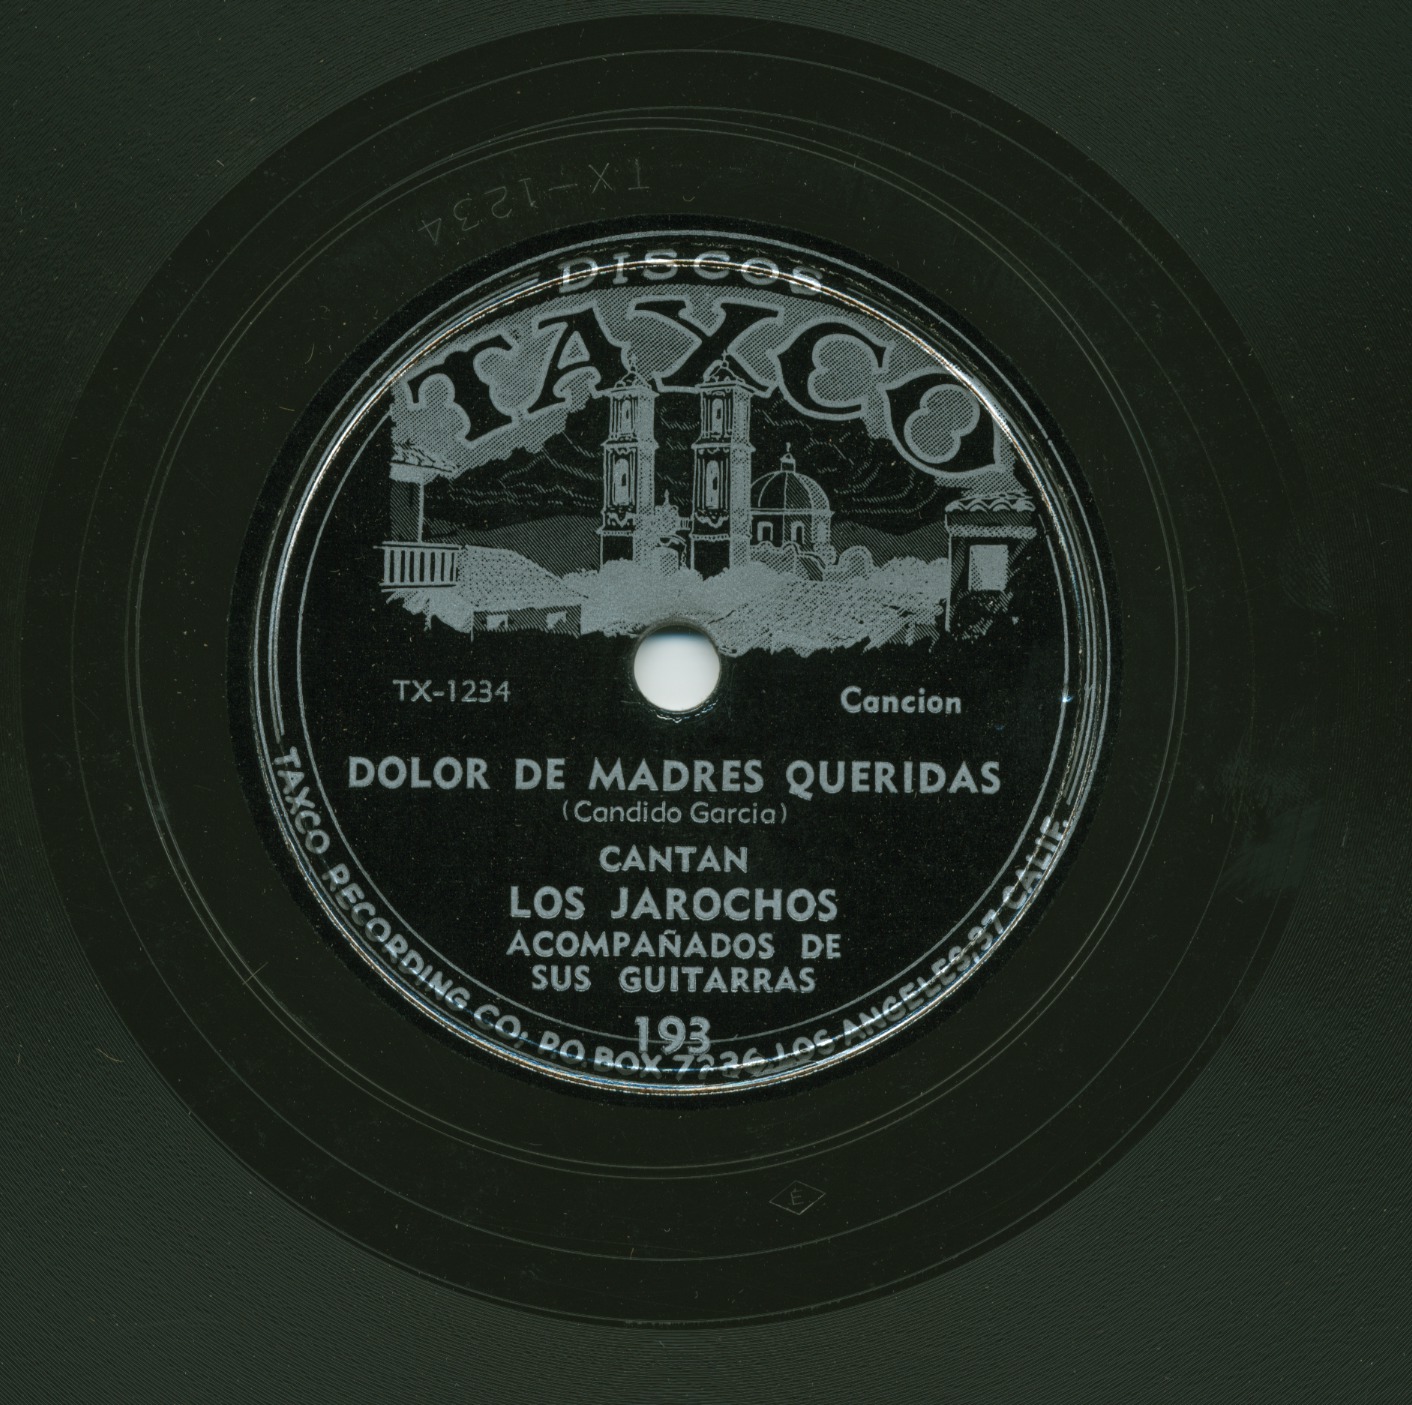 TX-1234
DISCOS
TAXCO
TX-1234
Cancion
DOLOR DE MADRES QUERIDAS
(Candido Garcia)
CANTAN
LOS JAROCHOS
ACOMPAÑADOS DE
SUS GUITARRAS
193
TAXCO RECORDING CO; P.O. BOX 7236, LOS ANGELES, 37 CALIF.
E